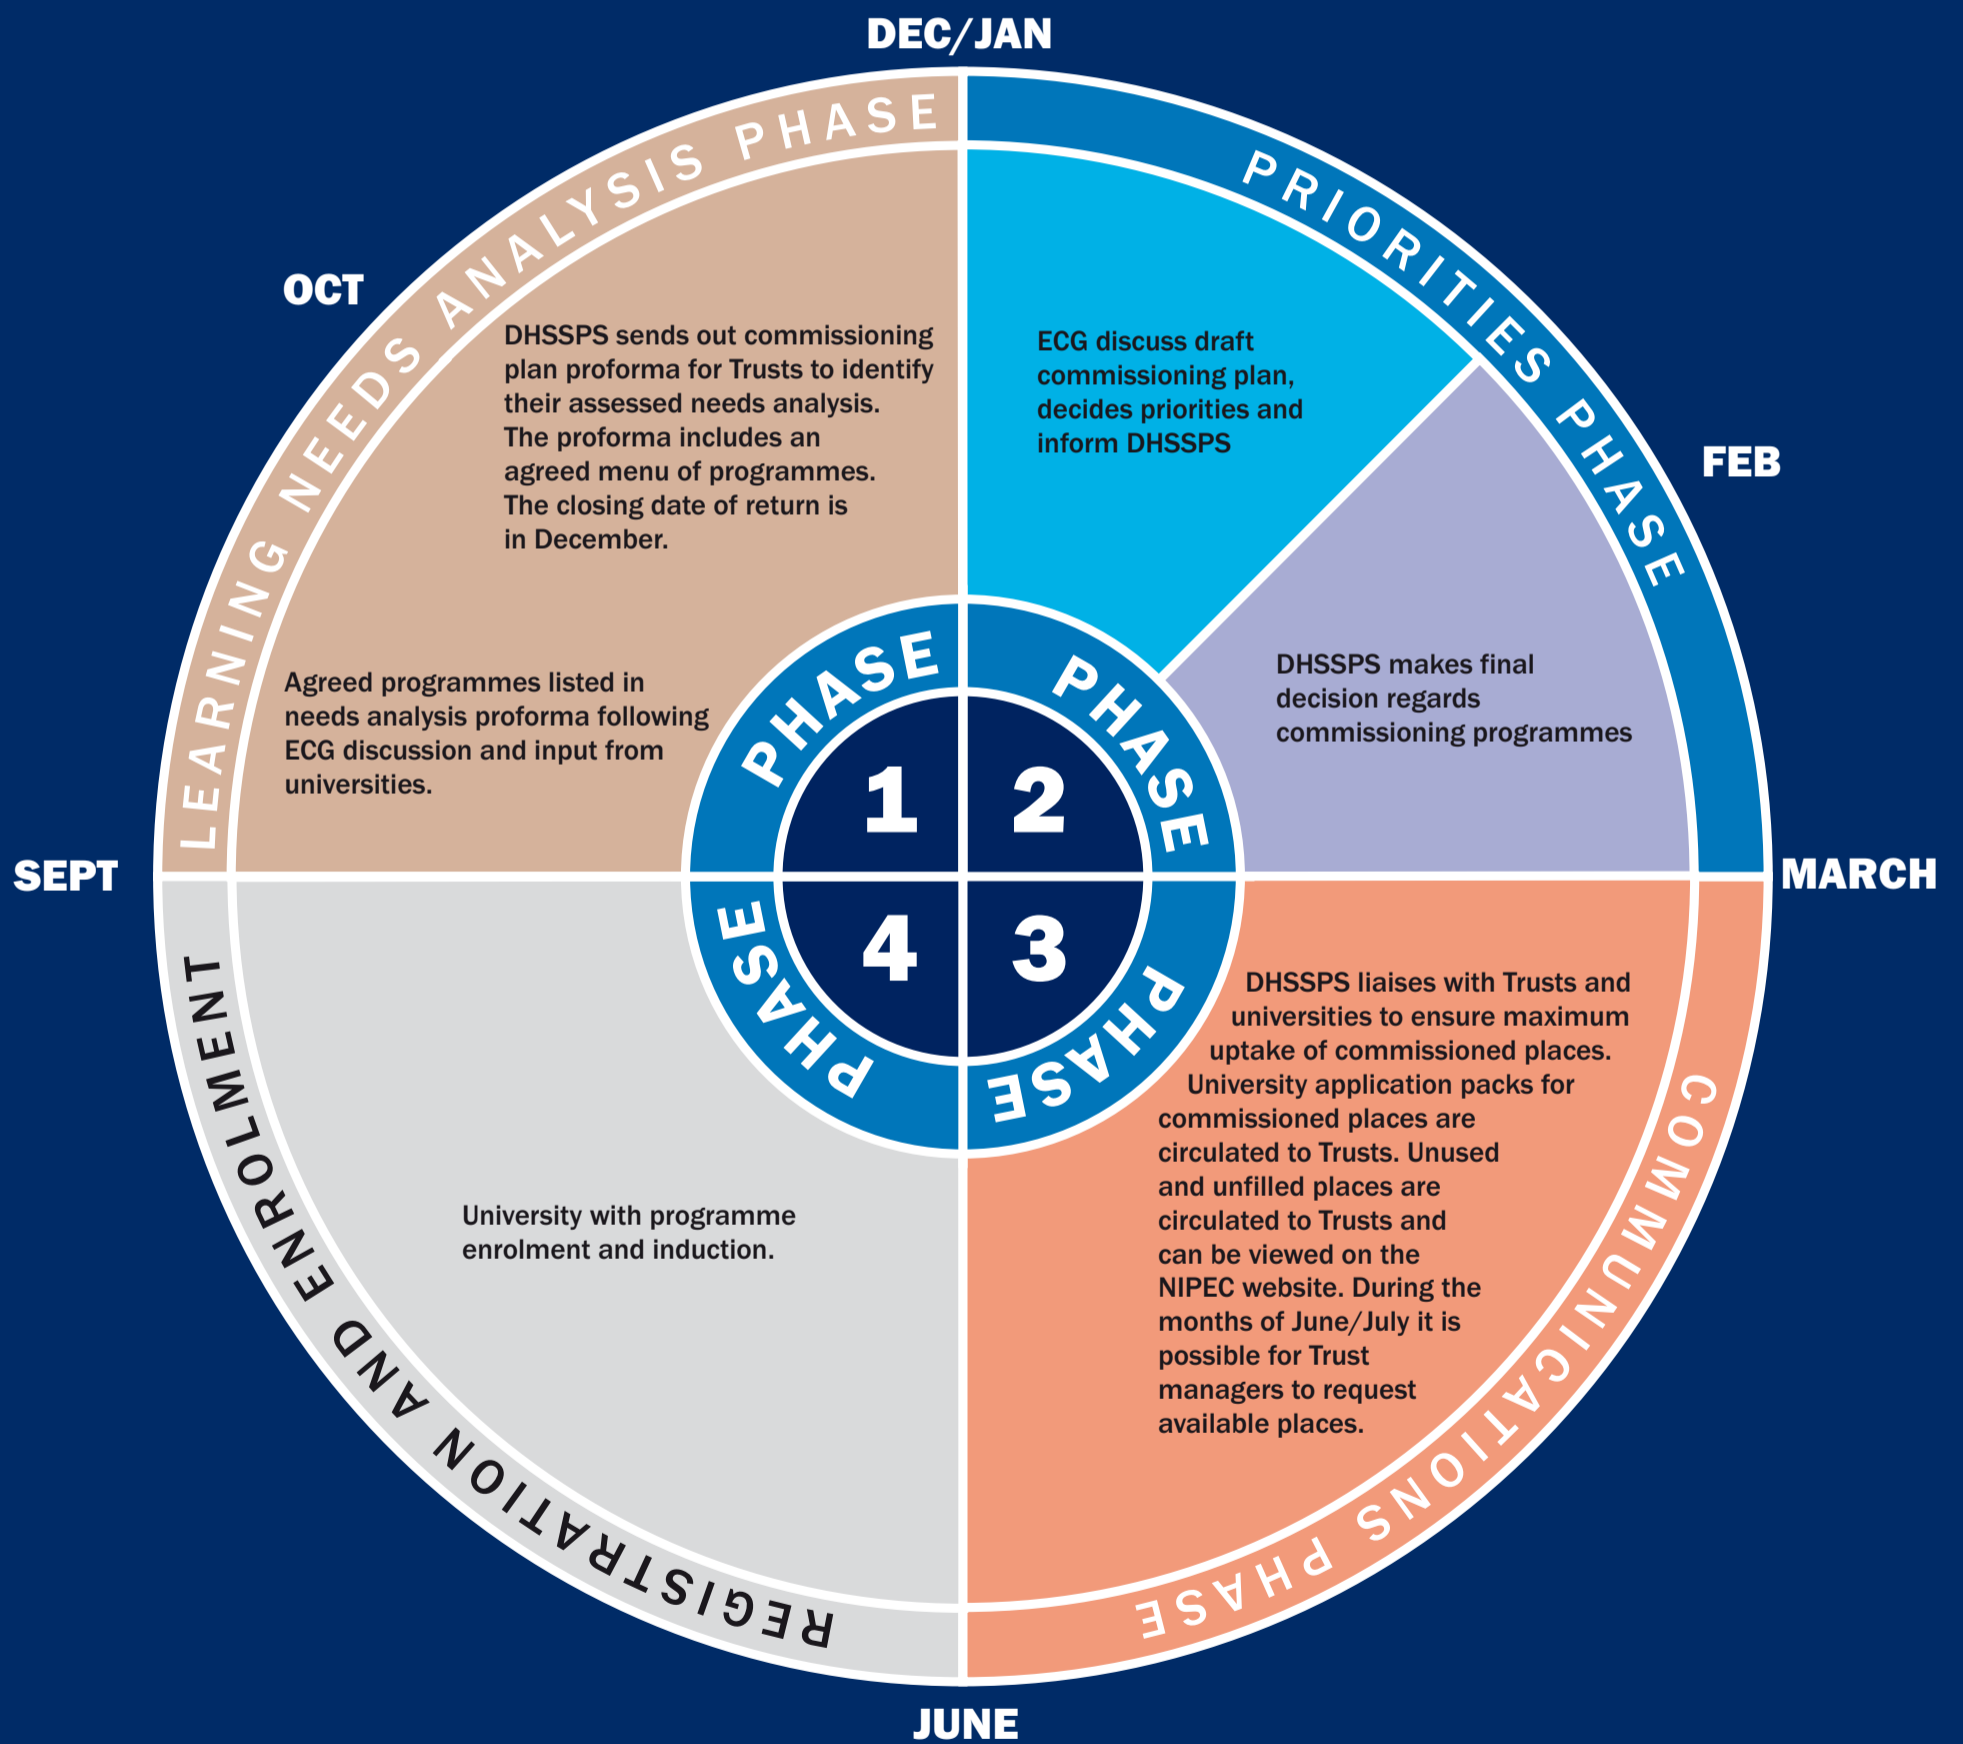 DEC/JAN
LEARNING NEEDS ANALYSIS PHASE
PRIORITIES PHASE
OCT
FEB
DHSSPS sends out commissioning
plan proforma for Trusts to identify
their assessed needs analysis.
The proforma includes an
agreed menu of programmes.
The closing date of return is
in December.
Agreed programmes listed in
needs analysis proforma following
ECG discussion and input from
universities.
ECG discuss draft
commissioning plan,
decides priorities and
inform DHSSPS
DHSSPS makes final
decision regards
commissioning programmes
PHASE
1
PHASE
2
SEPT
MARCH
PHASE
4
PHASE
3
DHSSPS liaises with Trusts and
universities to ensure maximum
uptake of commissioned places.
University application packs for
commissioned places are
circulated to Trusts. Unused
and unfilled places are
circulated to Trusts and
can be viewed on the
NIPEC website. During the
months of June/July it is
possible for Trust
managers to request
available places.
COMMUNICATIONS PHASE
University with programme
enrolment and induction.
REGISTRATION AND ENROLMENT
JUNE